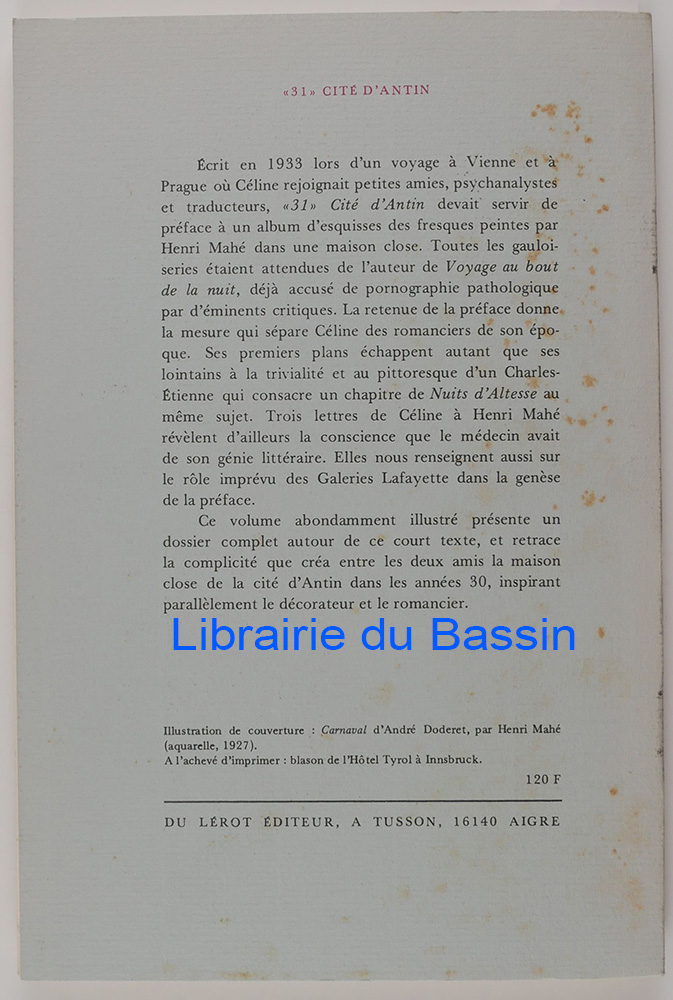 «31» CITÉ D'ANTIN
Écrit en 1933 lors d'un voyage à Vienne et à
Prague où Céline rejoignait petites amies, psychanalystes
et traducteurs, «31» Cité d'Antin devait servir de
préface à un album d'esquisses des fresques peintes par
Henri Mahé dans une maison close. Toutes les gauloi-
series étaient attendues de l'auteur de Voyage au bout
de la nuit, déjà accusé de pornographie pathologique
par d'éminents critiques. La retenue de la préface donne
la mesure qui sépare Céline des romanciers de son épo-
que. Ses premiers plans échappent autant que ses
lointains à la trivialité et au pittoresque d'un Charles-
Étienne qui consacre un chapitre de Nuits d'Altesse au
même sujet. Trois lettres de Céline à Henri Mahé
révèlent d'ailleurs la conscience que le médecin avait
de son génie littéraire. Elles nous renseignent aussi sur
le rôle imprévu des Galeries Lafayette dans la genèse
de la préface.
Ce volume abondamment illustré présente un
dossier complet autour de ce court texte, et retrace
la complicité que créa entre les deux amis la maison
close de la cité d'Antin dans les années 30, inspirant
parallèlement le décorateur et le romancier.
Librairie du Bassin
Illustration de couverture : Carnaval d'André Doderet, par Henri Mahé
(aquarelle, 1927).
A l'achevé d'imprimer : blason de l'Hôtel Tyrol à Innsbruck.
120 F
DU LÉROT ÉDITEUR, A TUSSON, 16140 AIGRE